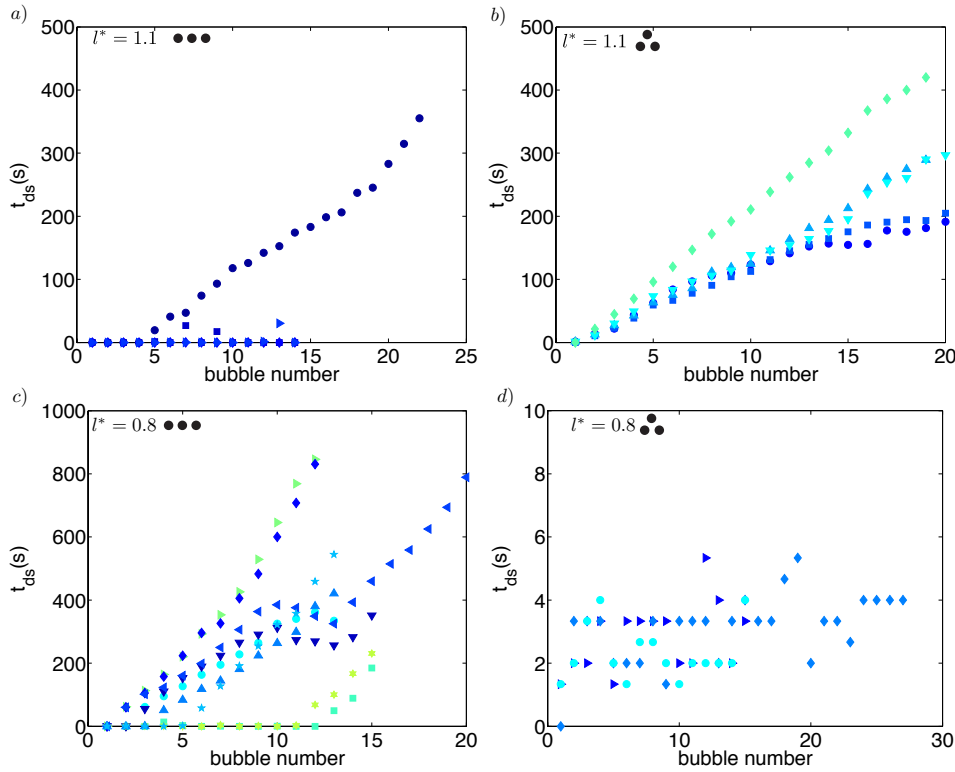 a)
l* = 1.1
500
400
300
200
100
0
t_ds(s)
0 5 10 15 20 25
bubble number
b)
l* = 1.1
500
400
300
200
100
0
t_ds(s)
0 5 10 15 20
bubble number
c)
l* = 0.8
1000
800
600
400
200
0
t_ds(s)
0 5 10 15 20
bubble number
d)
l* = 0.8
10
8
6
4
2
0
t_ds(s)
0 10 20 30
bubble number